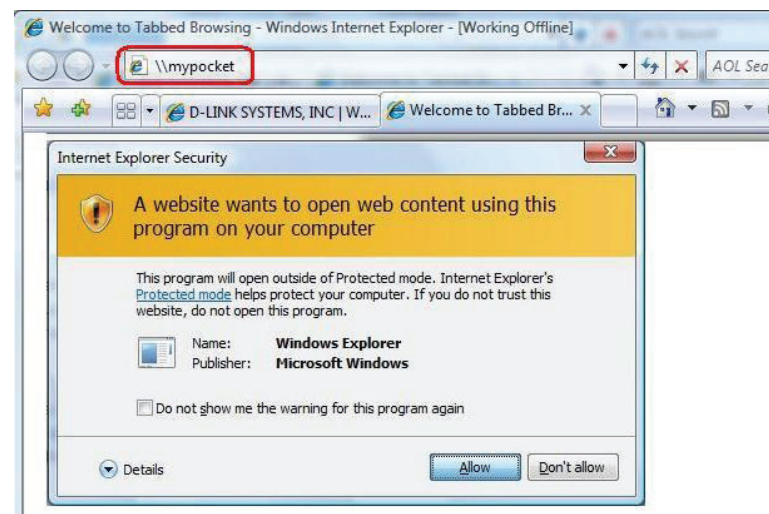 Welcome to Tabbed Browsing - Windows Internet Explorer - [Working Offline]
\\mypocket
AOL Sea
D-LINK SYSTEMS, INC | W...
Welcome to Tabbed Br...
Internet Explorer Security
A website wants to open web content using this
program on your computer
This program will open outside of Protected mode. Internet Explorer's
Protected mode helps protect your computer. If you do not trust this
website, do not open this program.
Name: Windows Explorer
Publisher: Microsoft Windows
Do not show me the warning for this program again
Details
Allow
Don't allow